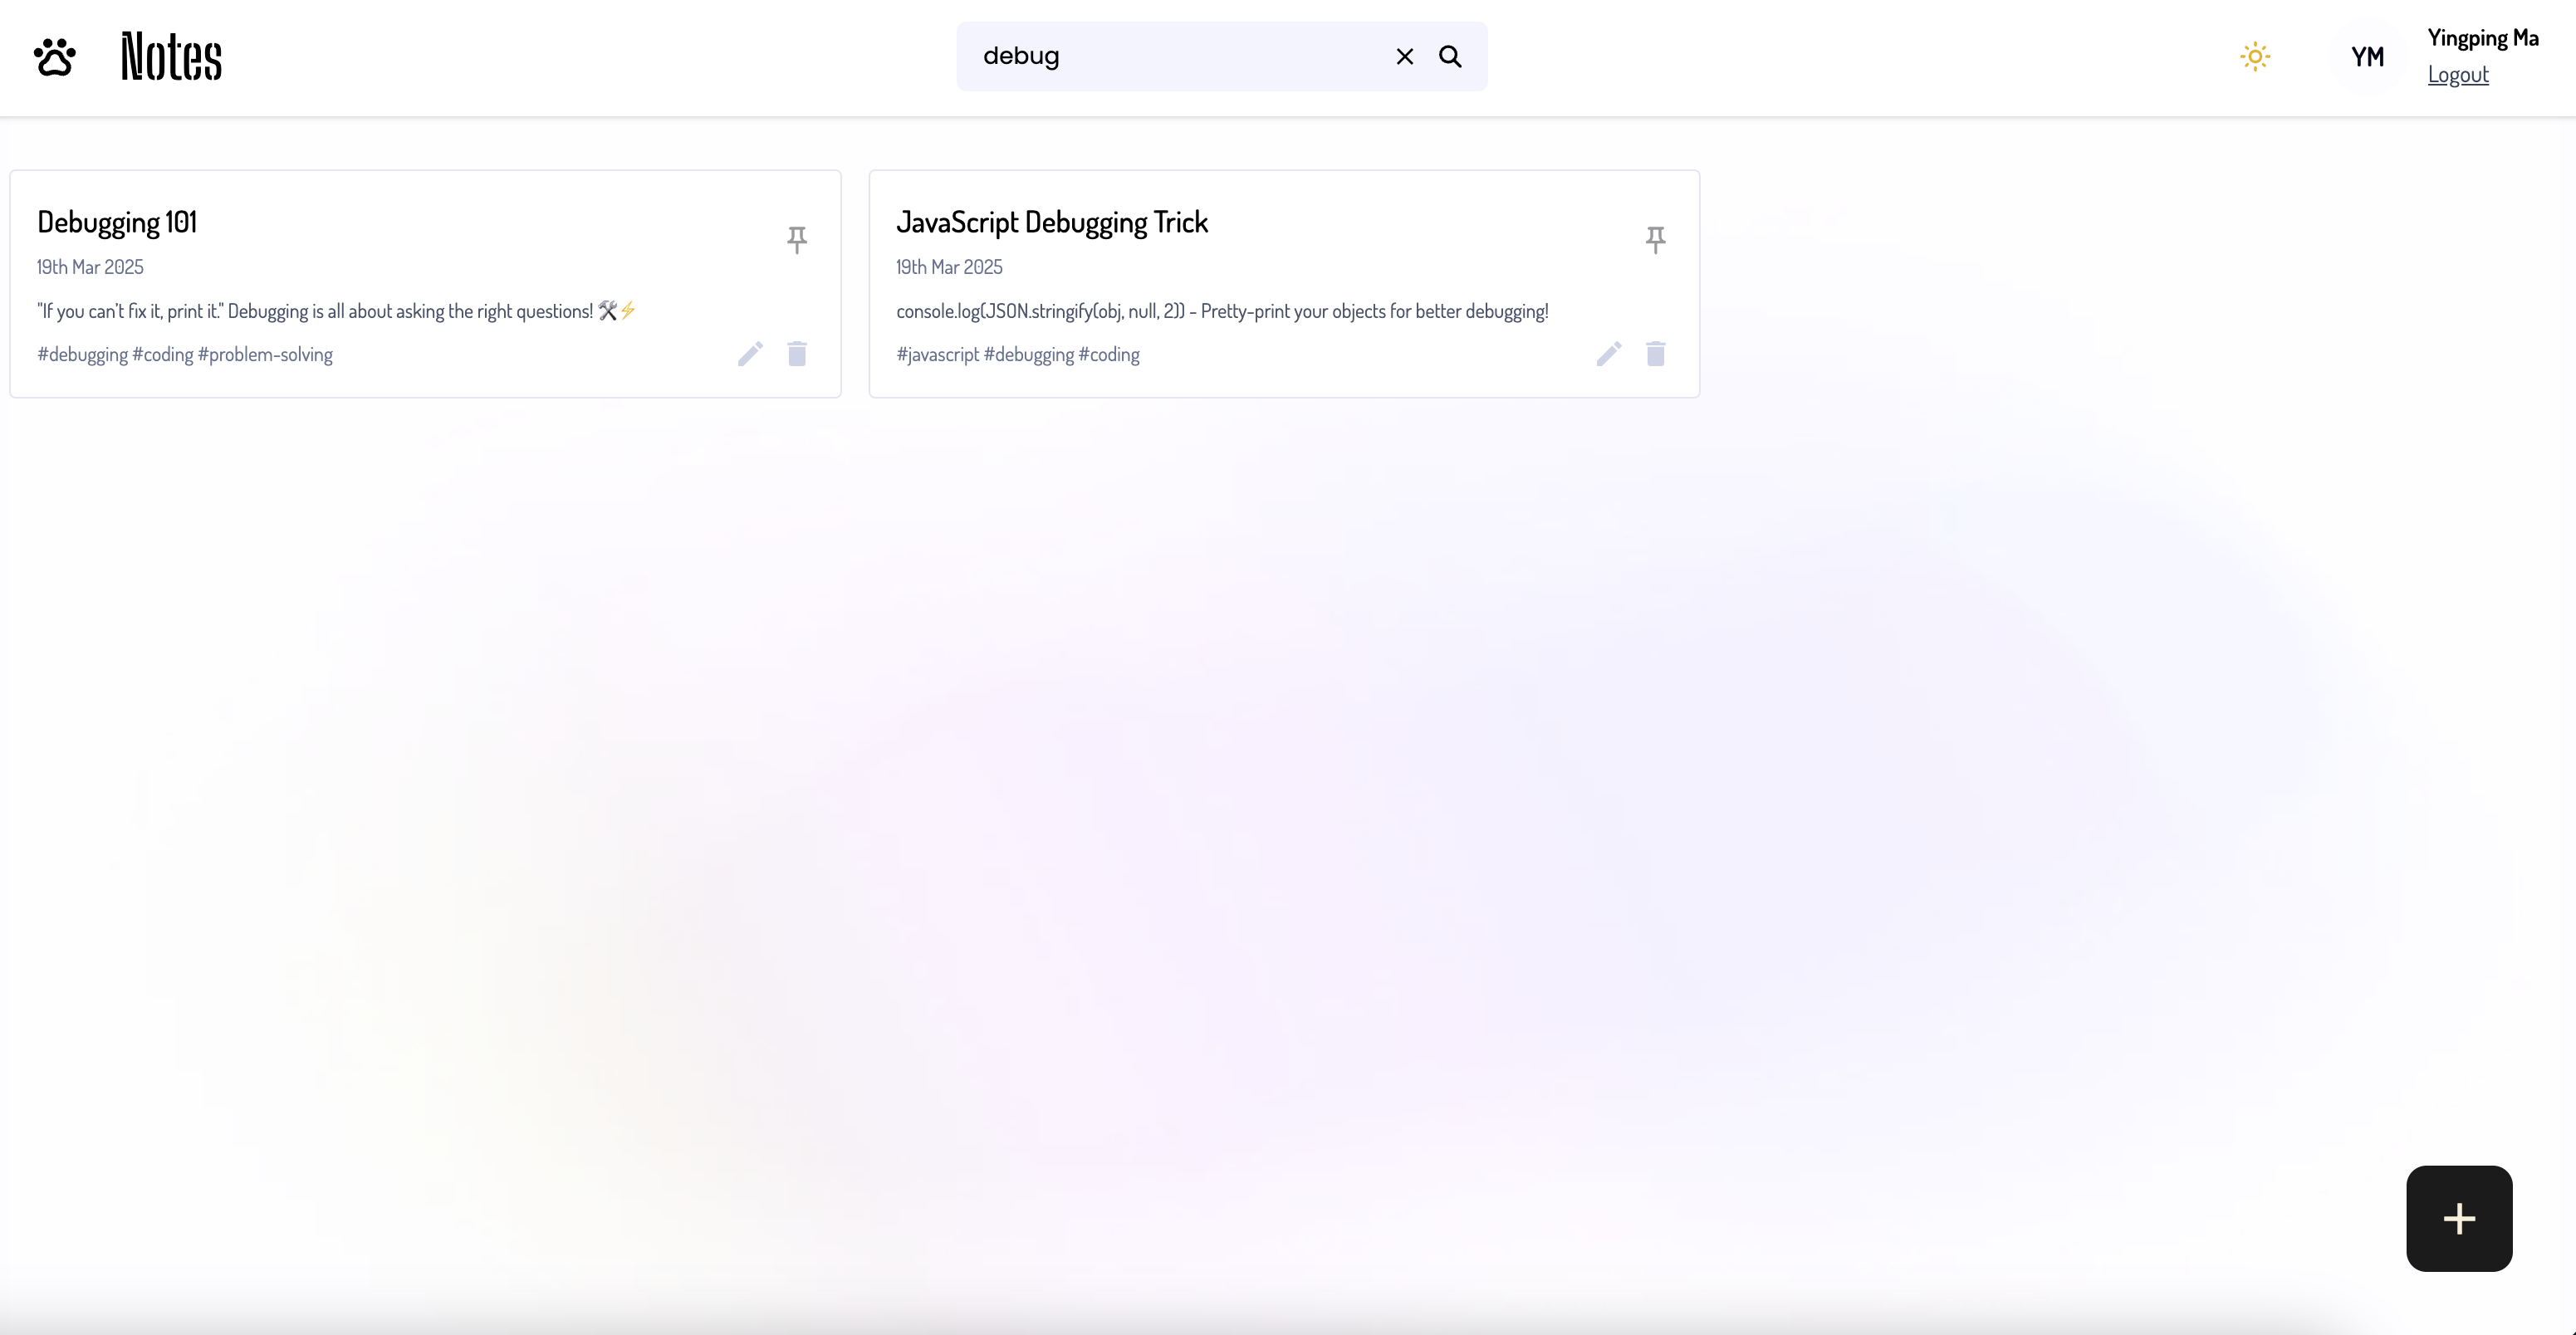 Notes
debug
YM
Yingping Ma
Logout
Debugging 101
19th Mar 2025
"If you can't fix it, print it." Debugging is all about asking the right questions! 🛠️⚡
#debugging #coding #problem-solving
JavaScript Debugging Trick
19th Mar 2025
console.log(JSON.stringify(obj, null, 2)) - Pretty-print your objects for better debugging!
#javascript #debugging #coding